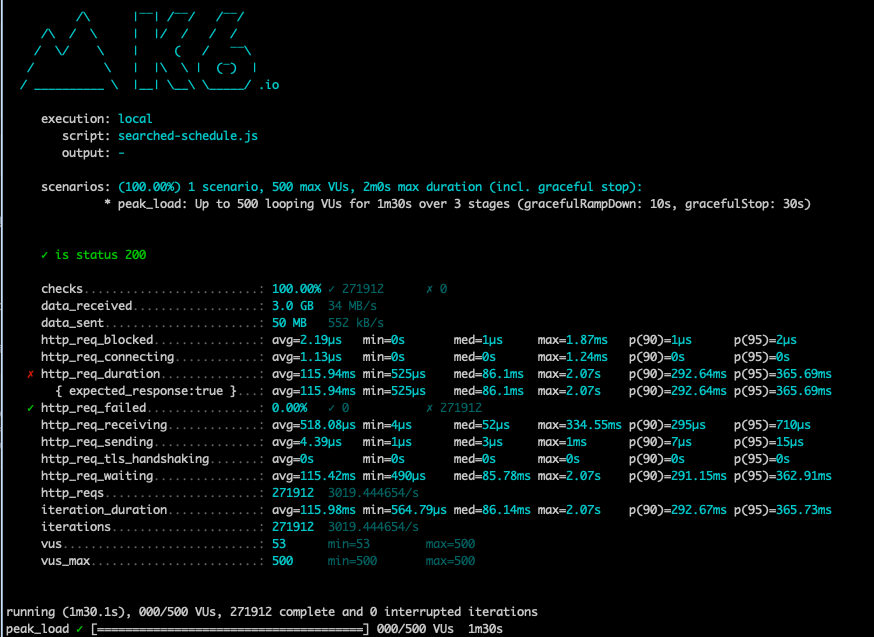 K6
.io
execution: local
script: searched-schedule.js
output: -
scenarios: (100.00%) 1 scenario, 500 max VUs, 2m0s max duration (incl. graceful stop):
* peak_load: Up to 500 looping VUs for 1m30s over 3 stages (gracefulRampDown: 10s, gracefulStop: 30s)
✓ is status 200
checks.........................: 100.00% ✓ 271912 ✗ 0
data_received..................: 3.0 GB 34 MB/s
data_sent......................: 50 MB 552 kB/s
http_req_blocked...............: avg=2.19µs min=0s med=1µs max=1.87ms p(90)=1µs p(95)=2µs
http_req_connecting............: avg=1.13µs min=0s med=0s max=1.24ms p(90)=0s p(95)=0s
✗ http_req_duration..............: avg=115.94ms min=525µs med=86.1ms max=2.07s p(90)=292.64ms p(95)=365.69ms
{ expected_response:true }...: avg=115.94ms min=525µs med=86.1ms max=2.07s p(90)=292.64ms p(95)=365.69ms
✓ http_req_failed................: 0.00% ✓ 0 ✗ 271912
http_req_receiving.............: avg=518.08µs min=4µs med=52µs max=334.55ms p(90)=295µs p(95)=710µs
http_req_sending...............: avg=4.39µs min=1µs med=3µs max=1ms p(90)=7µs p(95)=15µs
http_req_tls_handshaking.......: avg=0s min=0s med=0s max=0s p(90)=0s p(95)=0s
http_req_waiting...............: avg=115.42ms min=490µs med=85.78ms max=2.07s p(90)=291.15ms p(95)=362.91ms
http_reqs......................: 271912 3019.444654/s
iteration_duration.............: avg=115.98ms min=564.79µs med=86.14ms max=2.07s p(90)=292.67ms p(95)=365.73ms
iterations.....................: 271912 3019.444654/s
vus............................: 53 min=53 max=500
vus_max........................: 500 min=500 max=500
running (1m30.1s), 000/500 VUs, 271912 complete and 0 interrupted iterations
peak_load ✓ [======================================] 000/500 VUs 1m30s